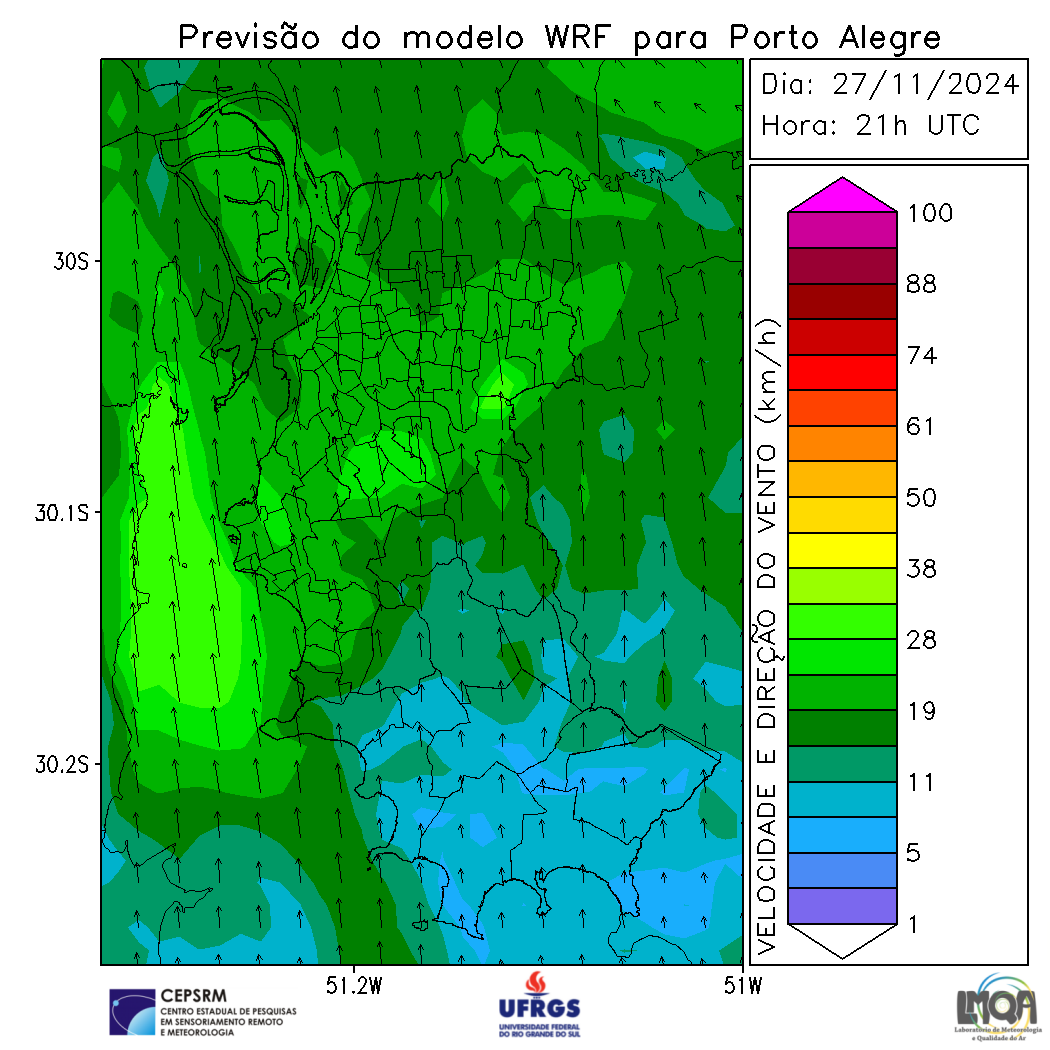 Previsão do modelo WRF para Porto Alegre
Dia: 27/11/2024
Hora: 21h UTC
30S
30.1S
30.2S
51.2W
51W
VELOCIDADE E DIREÇÃO DO VENTO (km/h)
100
88
74
61
50
38
28
19
11
5
1
CEPSRM
CENTRO ESTADUAL DE PESQUISAS
EM SENSORIAMENTO REMOTO
E METEOROLOGIA
UFRGS
UNIVERSIDADE FEDERAL
DO RIO GRANDE DO SUL
LMQA
Laboratório de Meteorologia
e Qualidade do Ar